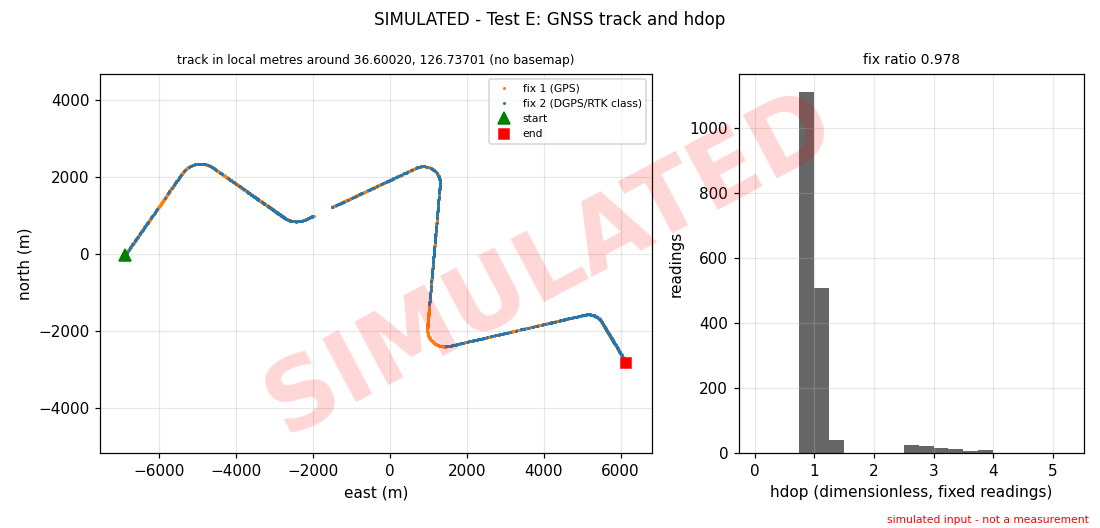 SIMULATED - Test E: GNSS track and hdop
track in local metres around 36.60020, 126.73701 (no basemap)
fix 1 (GPS)
fix 2 (DGPS/RTK class)
start
end
4000
2000
0
−2000
−4000
north (m)
−6000 −4000 −2000 0 2000 4000 6000
east (m)
fix ratio 0.978
1000
800
600
400
200
0
readings
0 1 2 3 4 5
hdop (dimensionless, fixed readings)
SIMULATED
simulated input - not a measurement